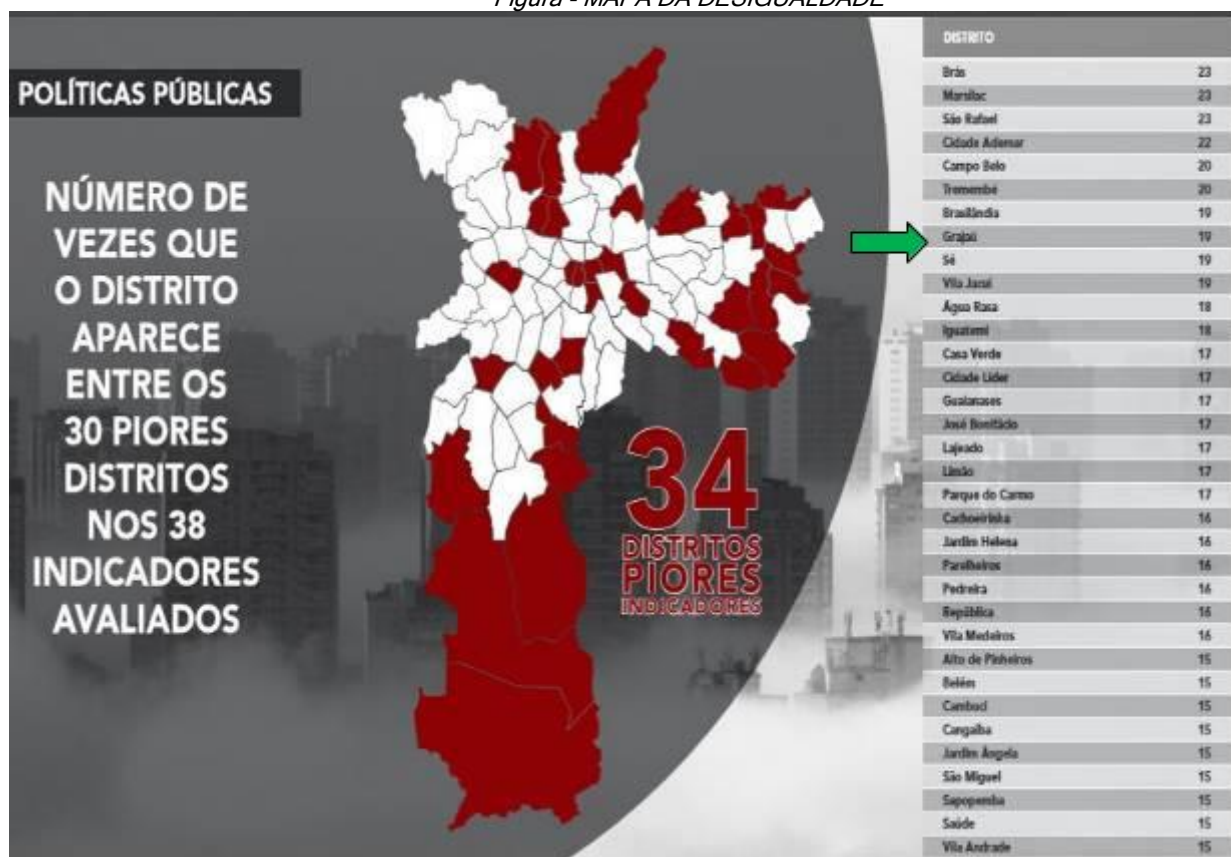 Figura - MAPA DA DESIGUALDADE
POLÍTICAS PÚBLICAS
NÚMERO DE
VEZES QUE
O DISTRITO
APARECE
ENTRE OS
30 PIORES
DISTRITOS
NOS 38
INDICADORES
AVALIADOS
34
DISTRITOS
PIORES
INDICADORES
DISTRITO
Brás 23
Marsilac 23
São Rafael 23
Cidade Ademar 22
Campo Belo 20
Tremembé 20
Brasilândia 19
Grajaú 19
Sé 19
Vila Jacuí 19
Água Rasa 18
Iguatemi 18
Casa Verde 17
Cidade Líder 17
Guaianases 17
José Bonifácio 17
Lajeado 17
Limão 17
Parque do Carmo 17
Cachoeirinha 16
Jardim Helena 16
Parelheiros 16
Pedreira 16
República 16
Vila Medeiros 16
Alto de Pinheiros 15
Belém 15
Cambuci 15
Cangaíba 15
Jardim Ângela 15
São Miguel 15
Sapopemba 15
Saúde 15
Vila Andrade 15